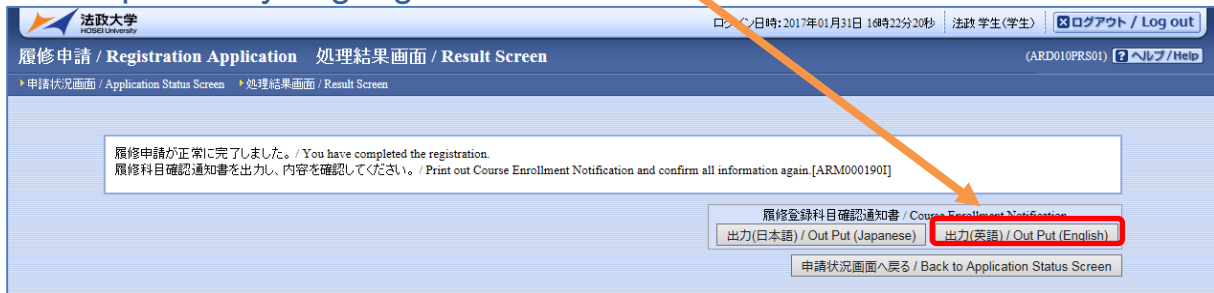 法政大学
HOSEI University
ログイン日時:2017年01月31日 16時22分20秒 法政 学生(学生) ログアウト / Log out
履修申請 / Registration Application 処理結果画面 / Result Screen
(ARD010PRS01) ? ヘルプ/Help
申請状況画面 / Application Status Screen 処理結果画面 / Result Screen
履修申請が正常に完了しました。/ You have completed the registration.
履修科目確認通知書を出力し、内容を確認してください。/ Print out Course Enrollment Notification and confirm all information again.[ARM000190I]
履修登録科目確認通知書 / Course Enrollment Notification
出力(日本語) / Out Put (Japanese) 出力(英語) / Out Put (English)
申請状況画面へ戻る / Back to Application Status Screen